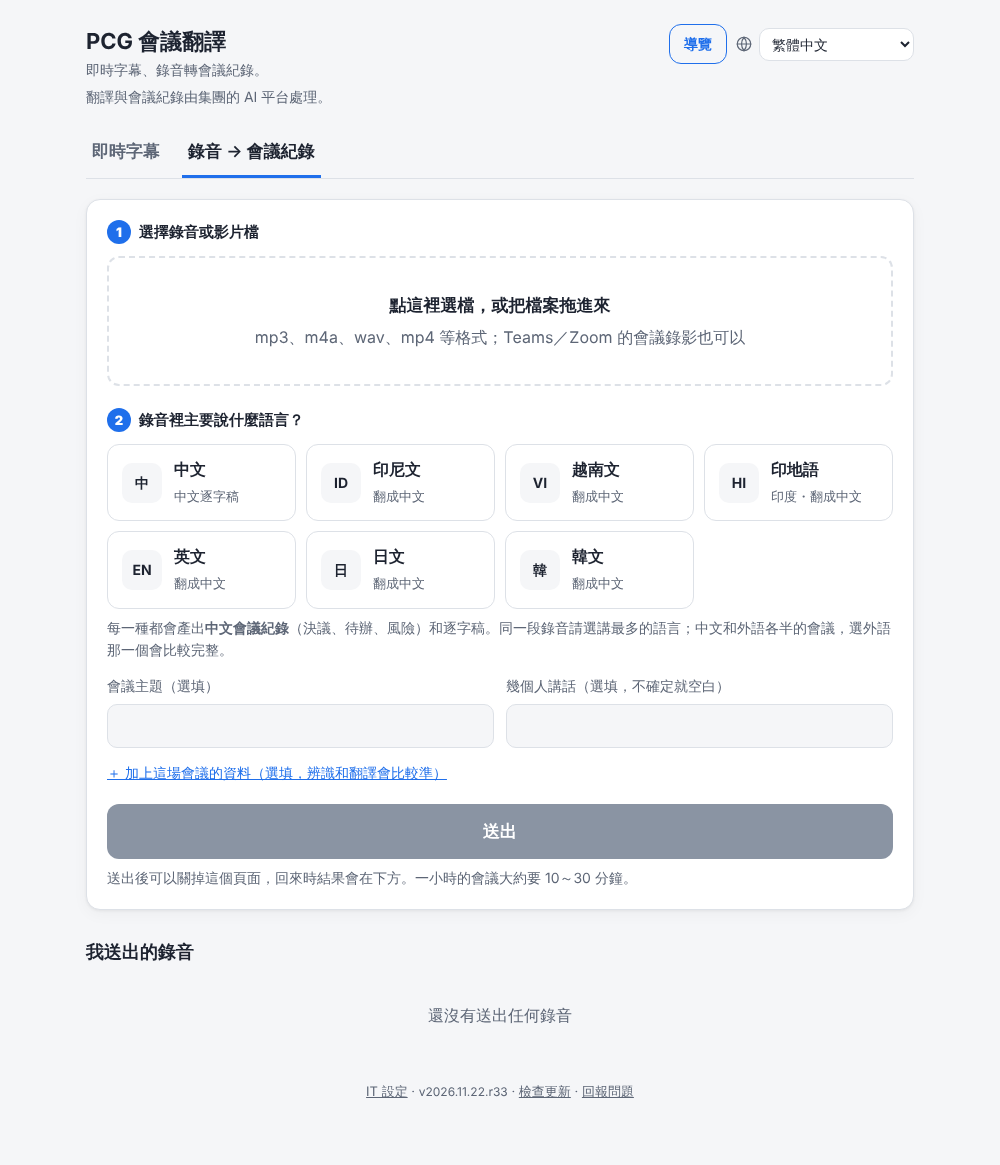 PCG 會議翻譯
即時字幕、錄音轉會議紀錄。
翻譯與會議紀錄由集團的 AI 平台處理。
導覽
繁體中文
即時字幕
錄音 → 會議紀錄
1 選擇錄音或影片檔
點這裡選檔，或把檔案拖進來
mp3、m4a、wav、mp4 等格式；Teams／Zoom 的會議錄影也可以
2 錄音裡主要說什麼語言？
中 中文
中文逐字稿
ID 印尼文
翻成中文
VI 越南文
翻成中文
HI 印地語
印度・翻成中文
EN 英文
翻成中文
日 日文
翻成中文
韓 韓文
翻成中文
每一種都會產出中文會議紀錄（決議、待辦、風險）和逐字稿。同一段錄音請選講最多的語言；中文和外語各半的會議，選外語
那一個會比較完整。
會議主題（選填）
幾個人講話（選填，不確定就空白）
＋ 加上這場會議的資料（選填，辨識和翻譯會比較準）
送出
送出後可以關掉這個頁面，回來時結果會在下方。一小時的會議大約要 10～30 分鐘。
我送出的錄音
還沒有送出任何錄音
IT 設定 · v2026.11.22.r33 · 檢查更新 · 回報問題